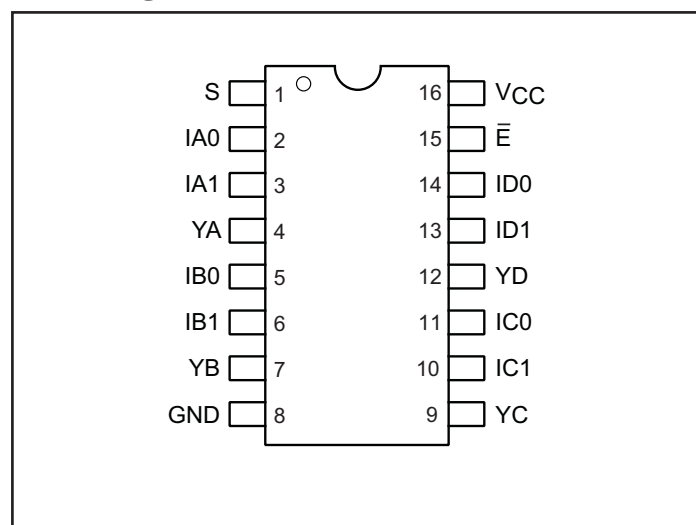 S 1 16 VCC
IA0 2 15 E̅
IA1 3 14 ID0
YA 4 13 ID1
IB0 5 12 YD
IB1 6 11 IC0
YB 7 10 IC1
GND 8 9 YC